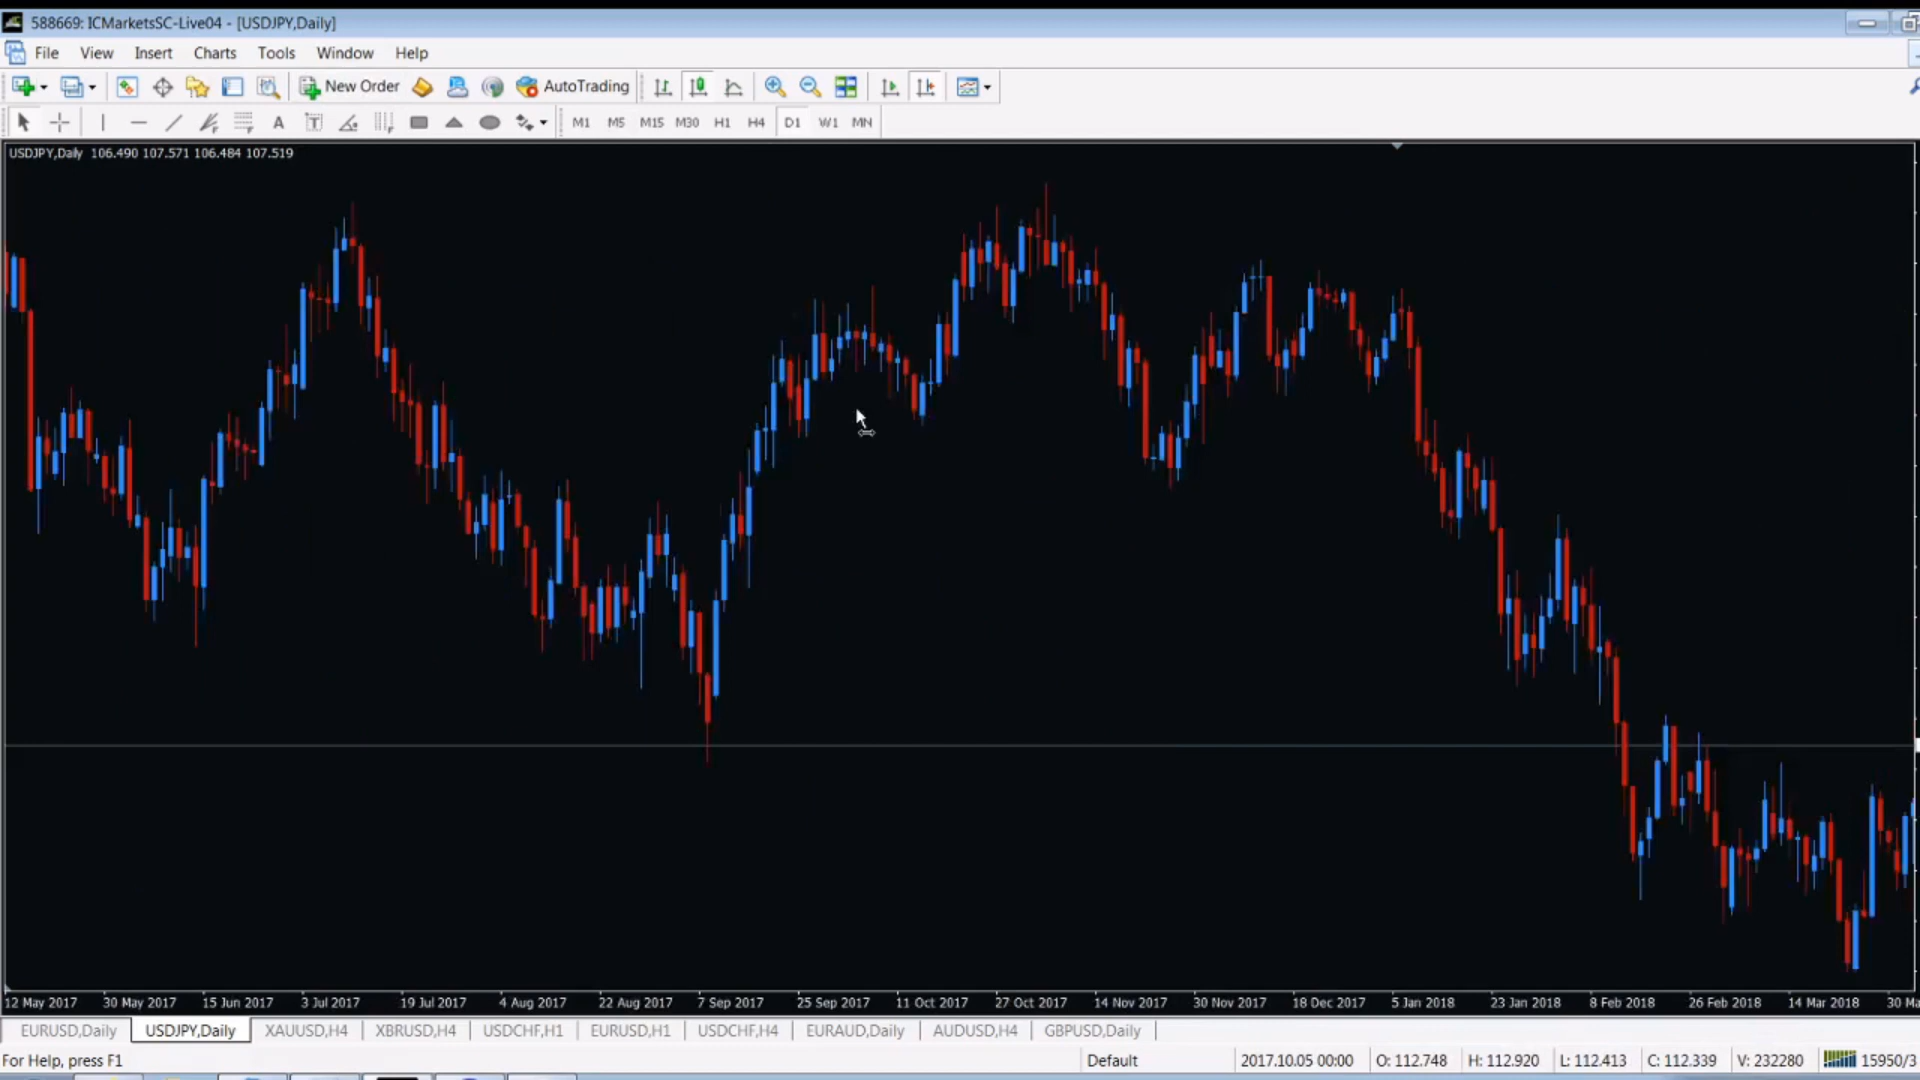 588669: ICMarketsSC-Live04 - [USDJPY,Daily]
File View Insert Charts Tools Window Help
New Order AutoTrading
A T M1 M5 M15 M30 H1 H4 D1 W1 MN
USDJPY,Daily 106.490 107.571 106.484 107.519
12 May 2017 30 May 2017 15 Jun 2017 3 Jul 2017 19 Jul 2017 4 Aug 2017 22 Aug 2017 7 Sep 2017 25 Sep 2017 11 Oct 2017 27 Oct 2017 14 Nov 2017 30 Nov 2017 18 Dec 2017 5 Jan 2018 23 Jan 2018 8 Feb 2018 26 Feb 2018 14 Mar 2018 30 Ma
EURUSD,Daily USDJPY,Daily XAUUSD,H4 XBRUSD,H4 USDCHF,H1 EURUSD,H1 USDCHF,H4 EURAUD,Daily AUDUSD,H4 GBPUSD,Daily
For Help, press F1 Default 2017.10.05 00:00 O: 112.748 H: 112.920 L: 112.413 C: 112.339 V: 232280 15950/3